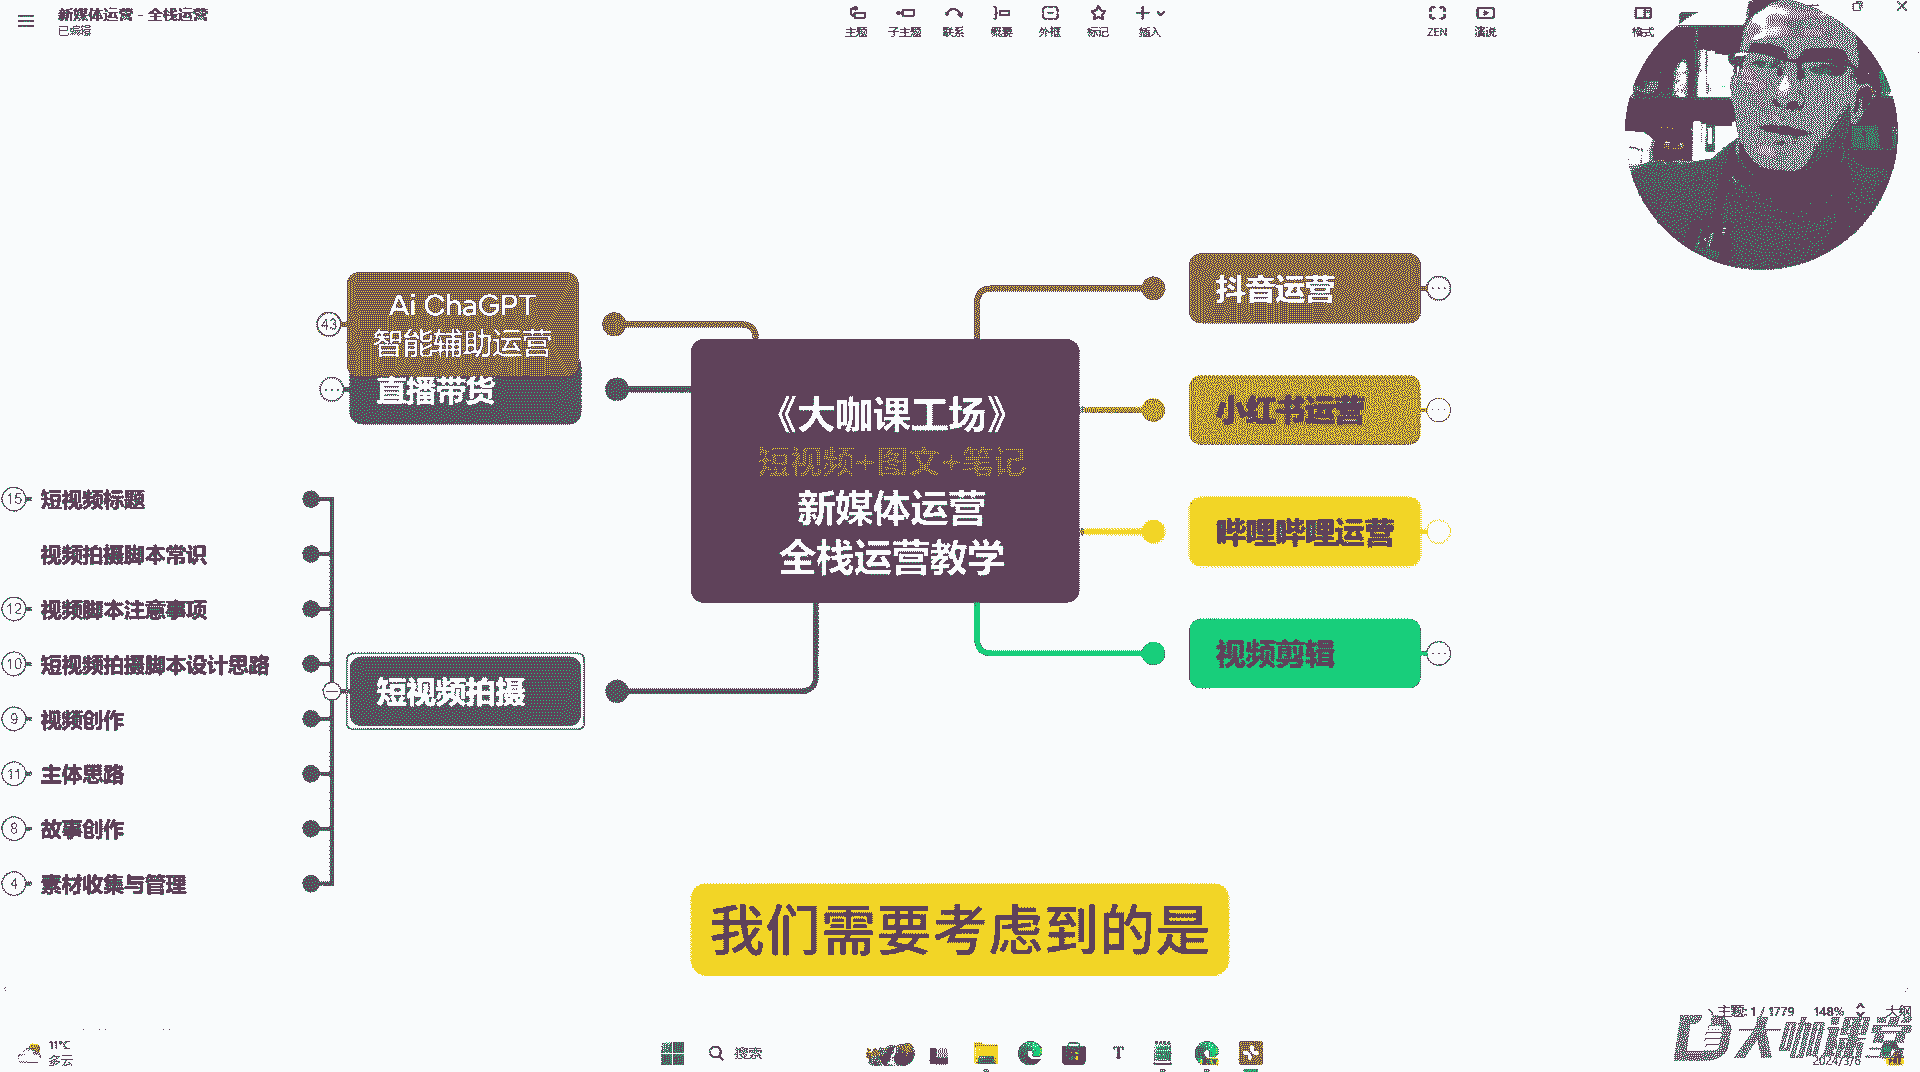 新媒体运营 - 全栈运营
已编辑
主题
子主题
联系
概要
外框
标记
插入
ZEN
演说
格式
43
Ai ChaGPT
智能辅助运营
直播带货
《大咖课工场》
短视频+图文+笔记
新媒体运营
全栈运营教学
抖音运营
小红书运营
哔哩哔哩运营
视频剪辑
短视频拍摄
15 短视频标题
视频拍摄脚本常识
12 视频脚本注意事项
10 短视频拍摄脚本设计思路
9 视频创作
11 主体思路
8 故事创作
4 素材收集与管理
我们需要考虑到的是
主题: 1 / 1779
148%
大纲
大咖课堂
11°C
多云
搜索
2024/3/6